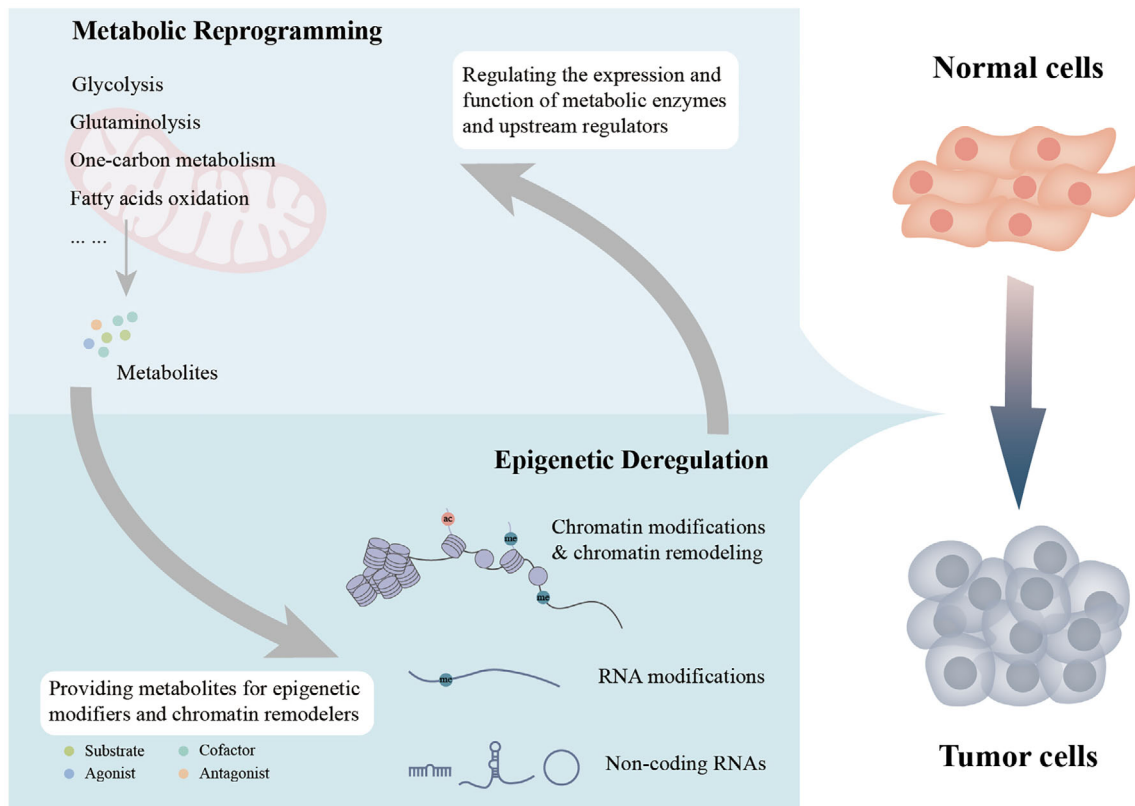 Metabolic Reprogramming
Glycolysis
Glutaminolysis
One-carbon metabolism
Fatty acids oxidation
... ...
Metabolites
Regulating the expression and
function of metabolic enzymes
and upstream regulators
Normal cells
Epigenetic Deregulation
ac
me
me
Chromatin modifications
& chromatin remodeling
me
RNA modifications
Non-coding RNAs
Providing metabolites for epigenetic
modifiers and chromatin remodelers
Substrate
Cofactor
Agonist
Antagonist
Tumor cells